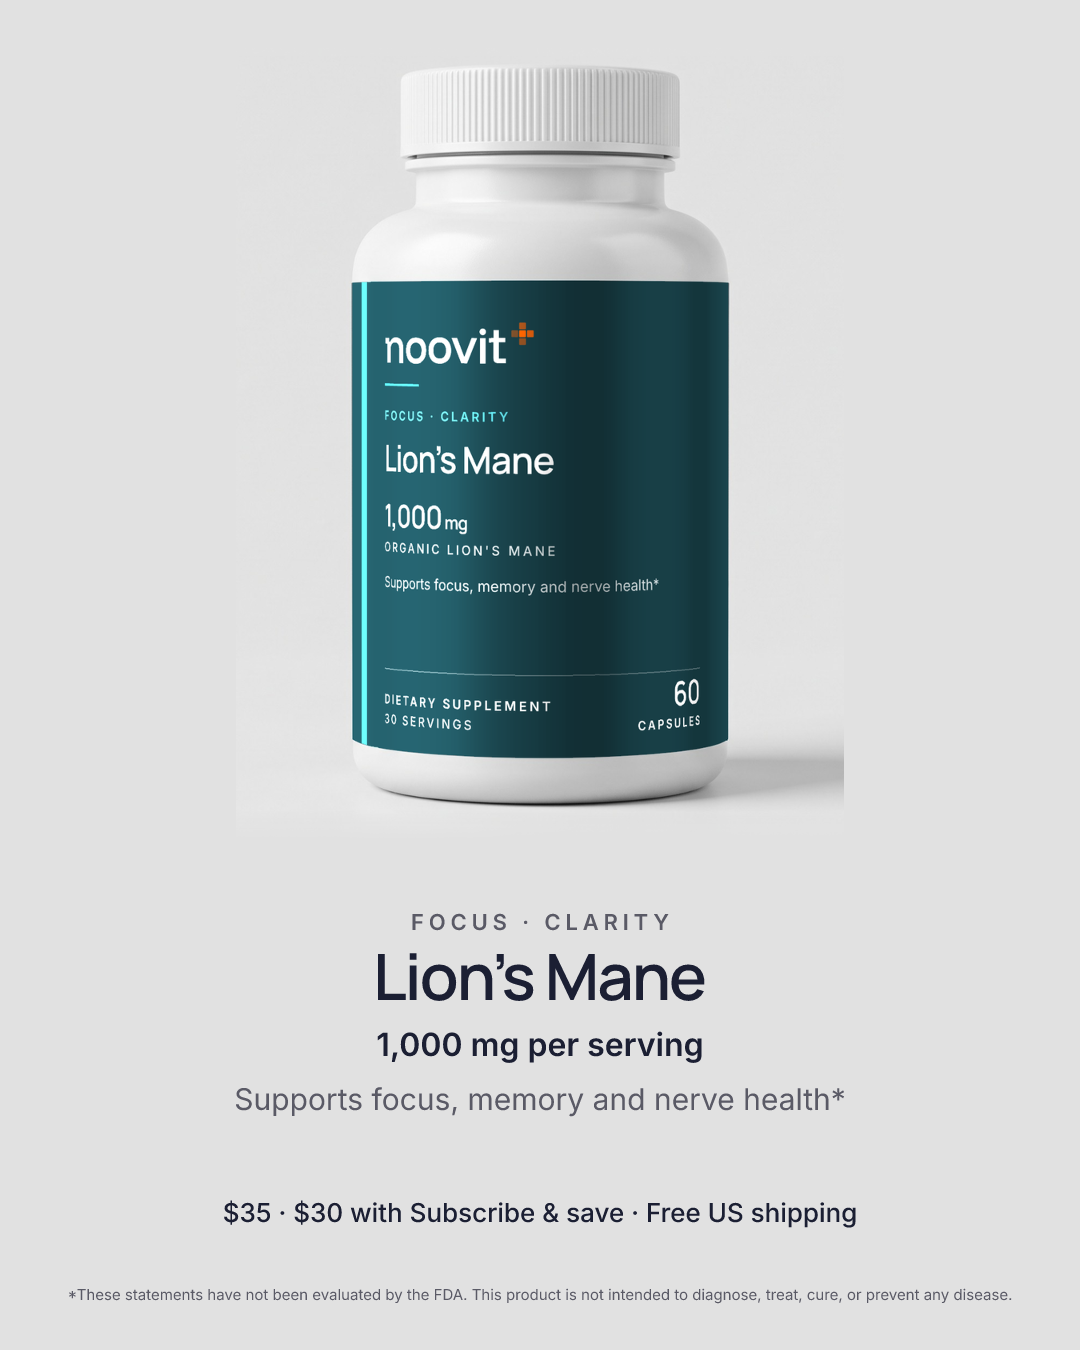 noovit
FOCUS · CLARITY
Lion’s Mane
1,000 mg
ORGANIC LION'S MANE
Supports focus, memory and nerve health*
DIETARY SUPPLEMENT
30 SERVINGS
60
CAPSULES
FOCUS · CLARITY
Lion’s Mane
1,000 mg per serving
Supports focus, memory and nerve health*
$35 · $30 with Subscribe & save · Free US shipping
*These statements have not been evaluated by the FDA. This product is not intended to diagnose, treat, cure, or prevent any disease.